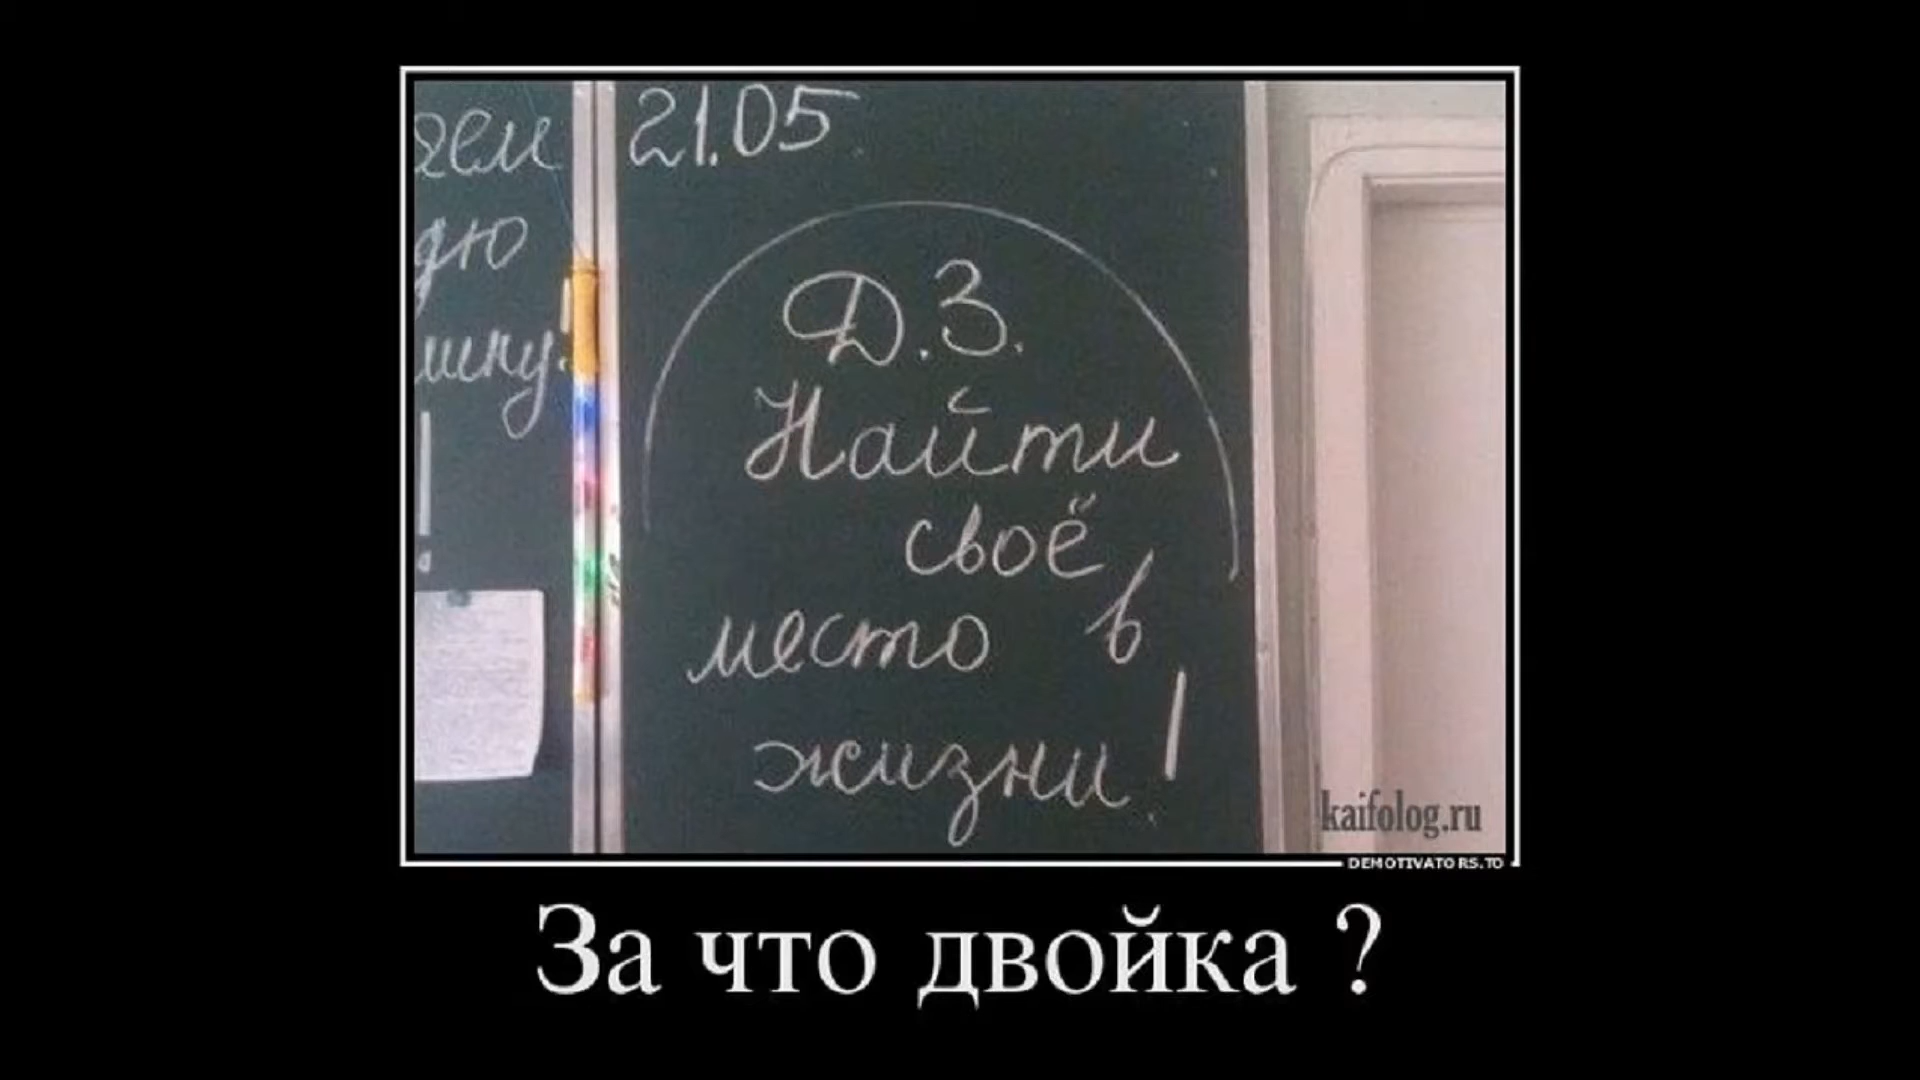 21.05
Д.З.
Найти
своё
место в
жизни!
kaifolog.ru
DEMOTIVATORS.TO
За что двойка ?